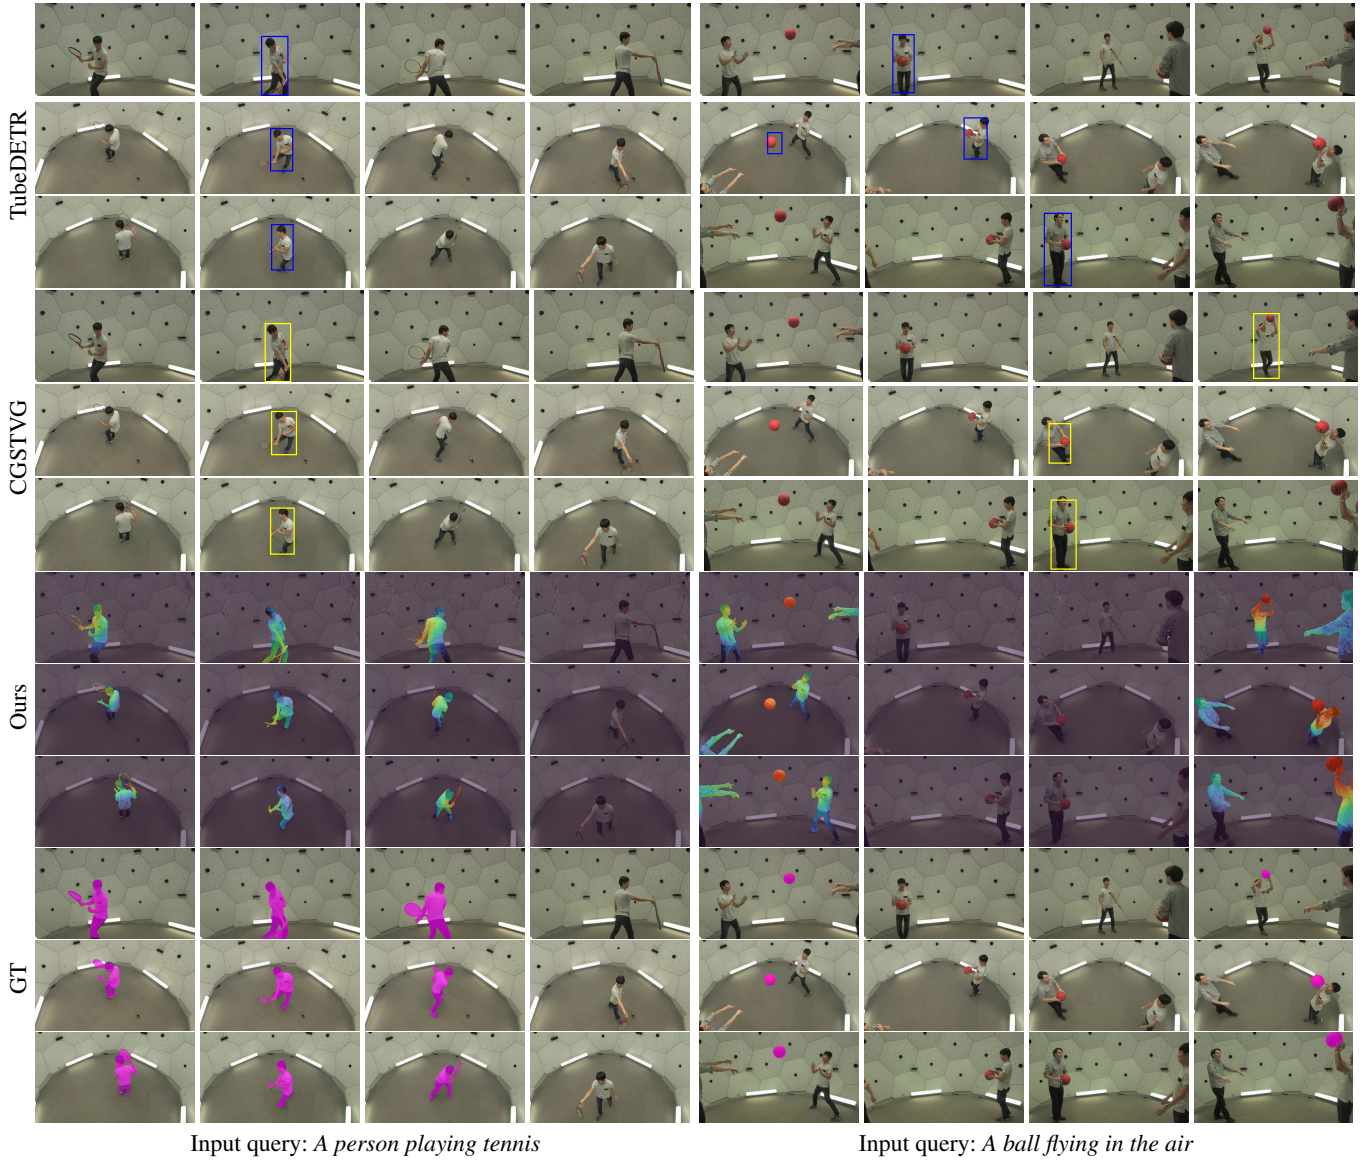 TubeDETR
CGSTVG
Ours
GT
Input query: A person playing tennis
Input query: A ball flying in the air